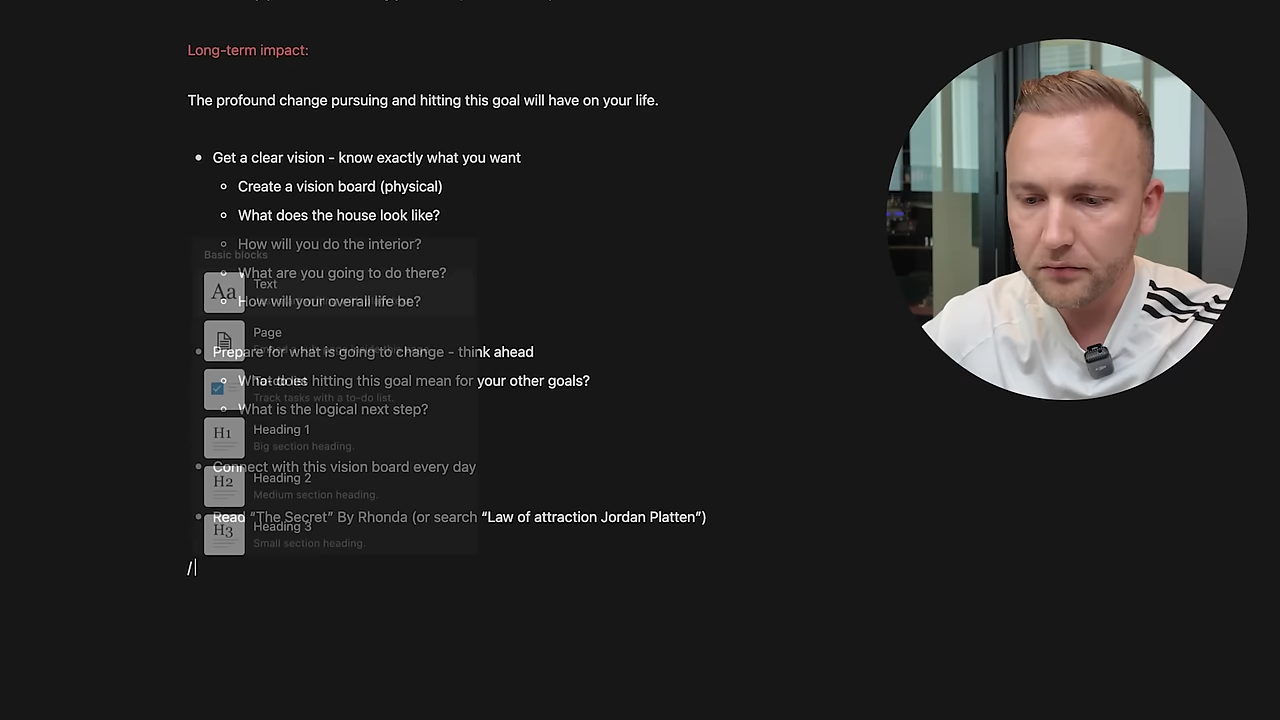 Long-term impact:
The profound change pursuing and hitting this goal will have on your life.
Get a clear vision - know exactly what you want
Create a vision board (physical)
What does the house look like?
How will you do the interior?
Basic blocks
What are you going to do there?
Aa
Text
How will your overall life be?
Page
Prepare for what is going to change - think ahead
What does hitting this goal mean for your other goals?
To-do list
Track tasks with a to-do list.
What is the logical next step?
H1
Heading 1
Big section heading.
Connect with this vision board every day
H2
Heading 2
Medium section heading.
Read “The Secret” By Rhonda (or search “Law of attraction Jordan Platten”)
H3
Heading 3
Small section heading.
/